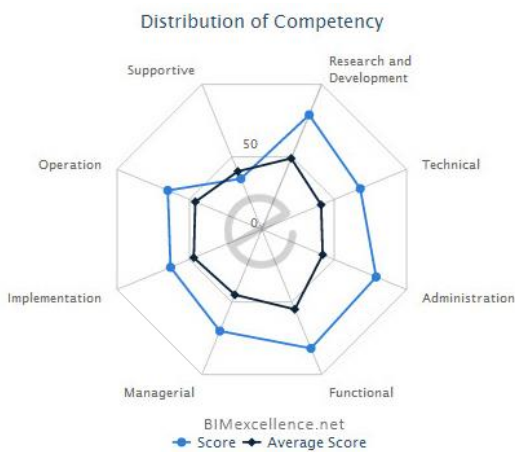 Distribution of Competency
Research and
Development
Supportive
50
Operation
Technical
0
Implementation
Administration
Managerial
Functional
BIMexcellence.net
Score Average Score